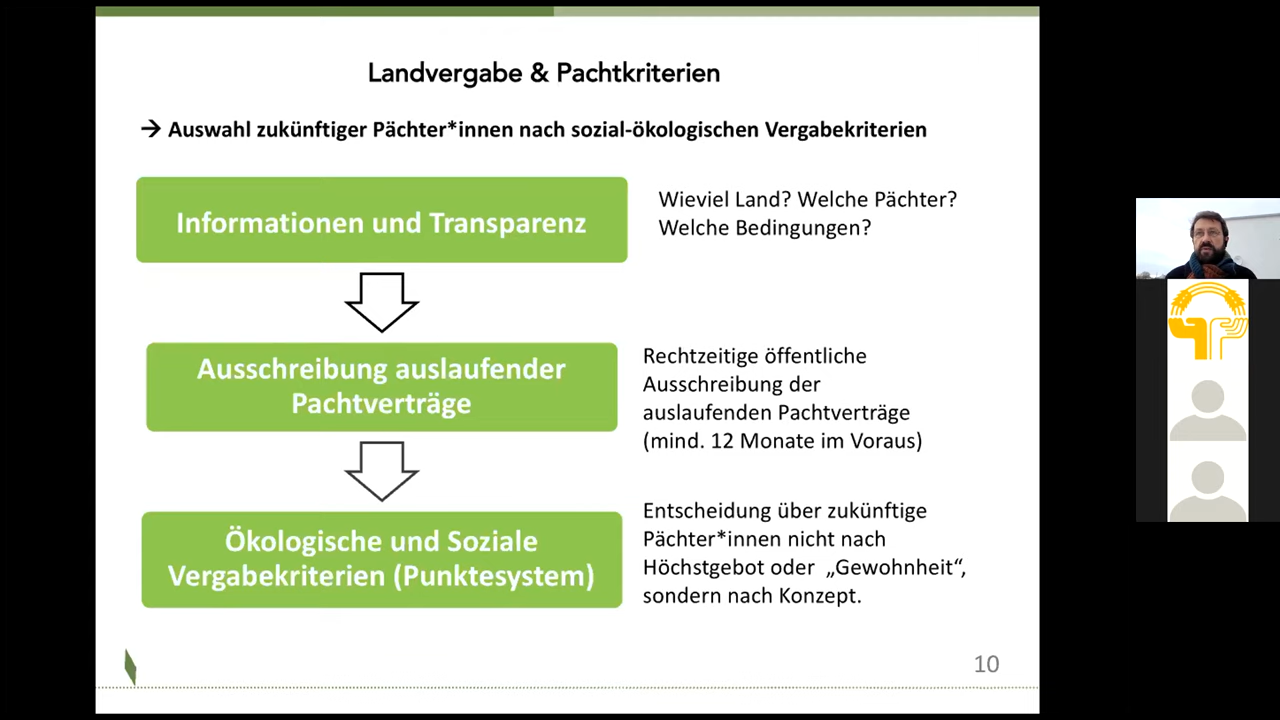 Landvergabe & Pachtkriterien
→ Auswahl zukünftiger Pächter*innen nach sozial-ökologischen Vergabekriterien
Informationen und Transparenz
Wieviel Land? Welche Pächter?
Welche Bedingungen?
Ausschreibung auslaufender
Pachtverträge
Rechtzeitige öffentliche
Ausschreibung der
auslaufenden Pachtverträge
(mind. 12 Monate im Voraus)
Ökologische und Soziale
Vergabekriterien (Punktesystem)
Entscheidung über zukünftige
Pächter*innen nicht nach
Höchstgebot oder „Gewohnheit“,
sondern nach Konzept.
10